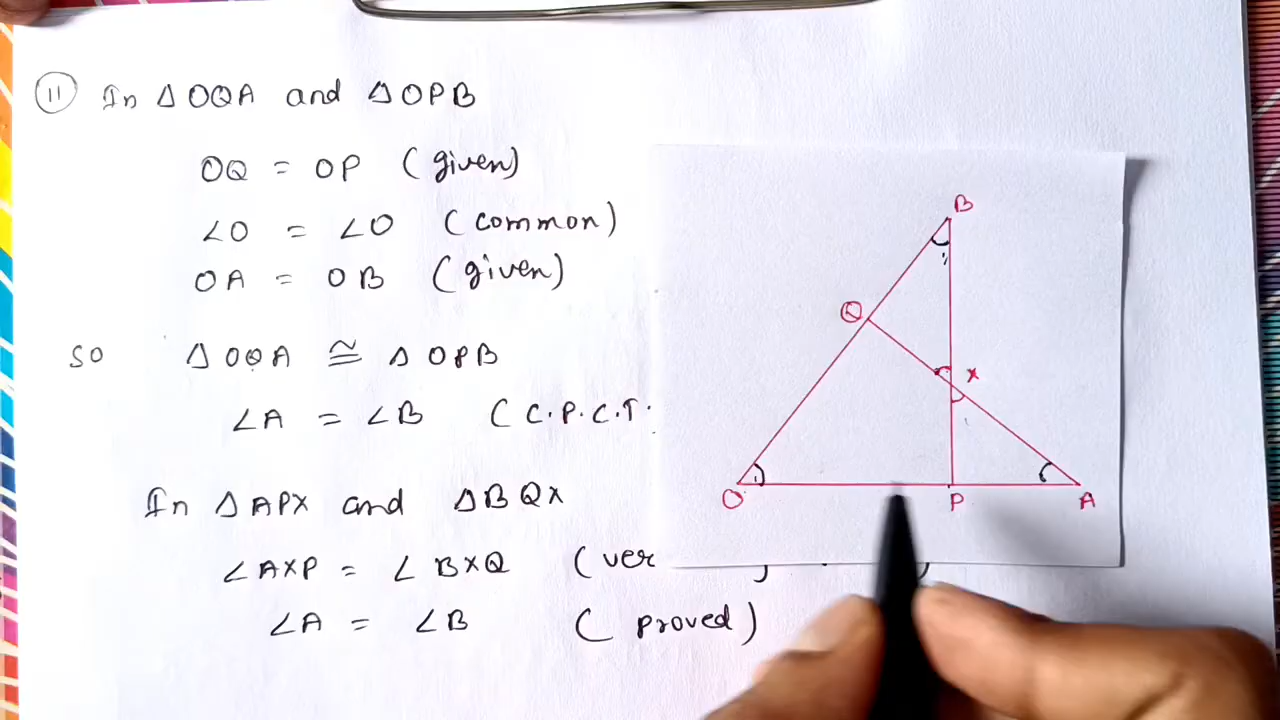 11 In △OQA and △OPB
OQ = OP (given)
∠O = ∠O (common)
OA = OB (given)
so △OQA ≅ △OPB
∠A = ∠B (C.P.C.T.
In △APX and △BQX
∠AXP = ∠BXQ (ver
∠A = ∠B (proved)
B
Q
x
O
P
A